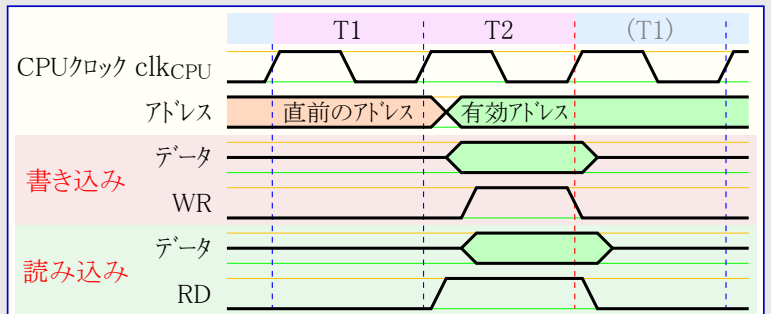 T1 T2 (T1)
CPUｸﾛｯｸ clkCPU
ｱﾄﾞﾚｽ 直前のｱﾄﾞﾚｽ 有効ｱﾄﾞﾚｽ
ﾃﾞｰﾀ
書き込み
WR
ﾃﾞｰﾀ
読み込み
RD